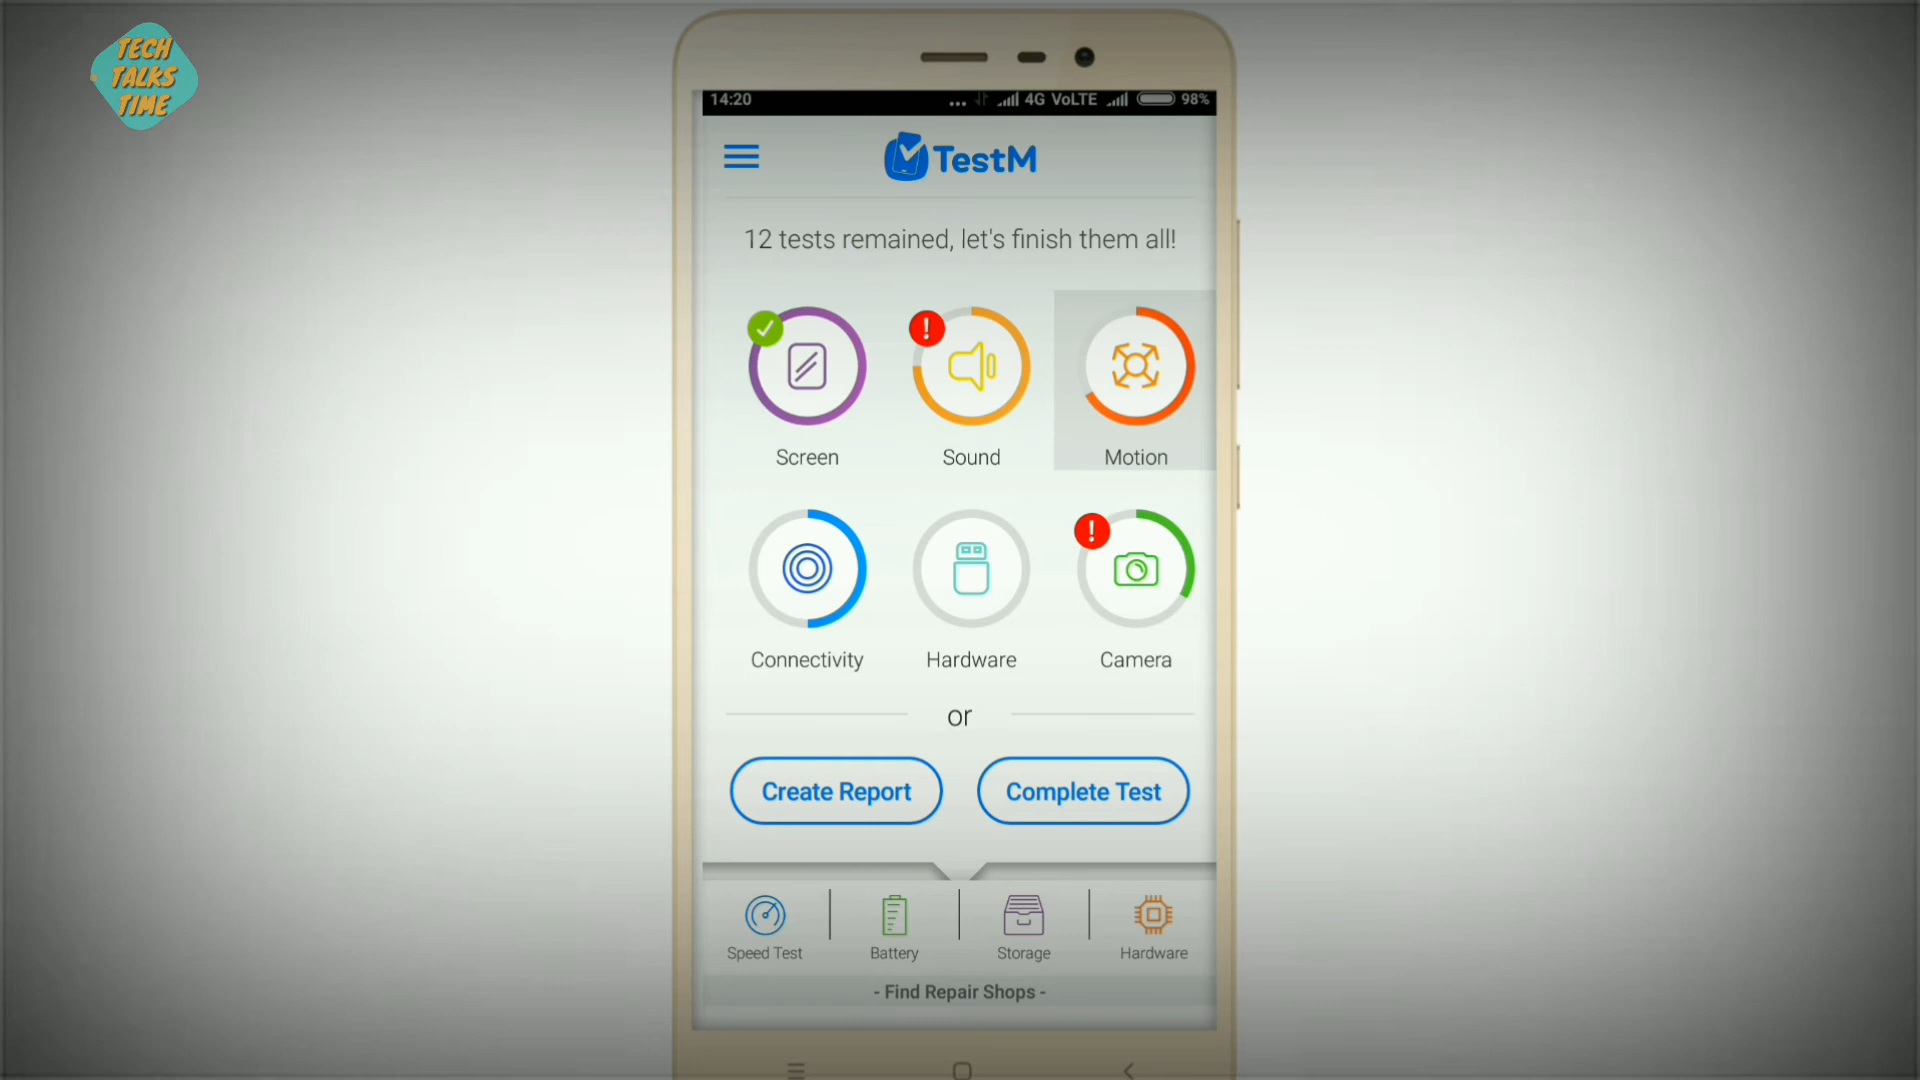 TECH
TALKS
TIME
14:20
... 4G VoLTE 98%
TestM
12 tests remained, let's finish them all!
Screen Sound Motion
Connectivity Hardware Camera
or
Create Report Complete Test
Speed Test Battery Storage Hardware
- Find Repair Shops -